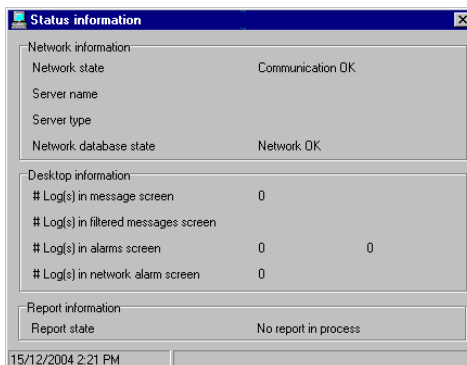 Status information
Network information
Network state Communication OK
Server name
Server type
Network database state Network OK
Desktop information
# Log(s) in message screen 0
# Log(s) in filtered messages screen
# Log(s) in alarms screen 0 0
# Log(s) in network alarm screen 0
Report information
Report state No report in process
15/12/2004 2:21 PM